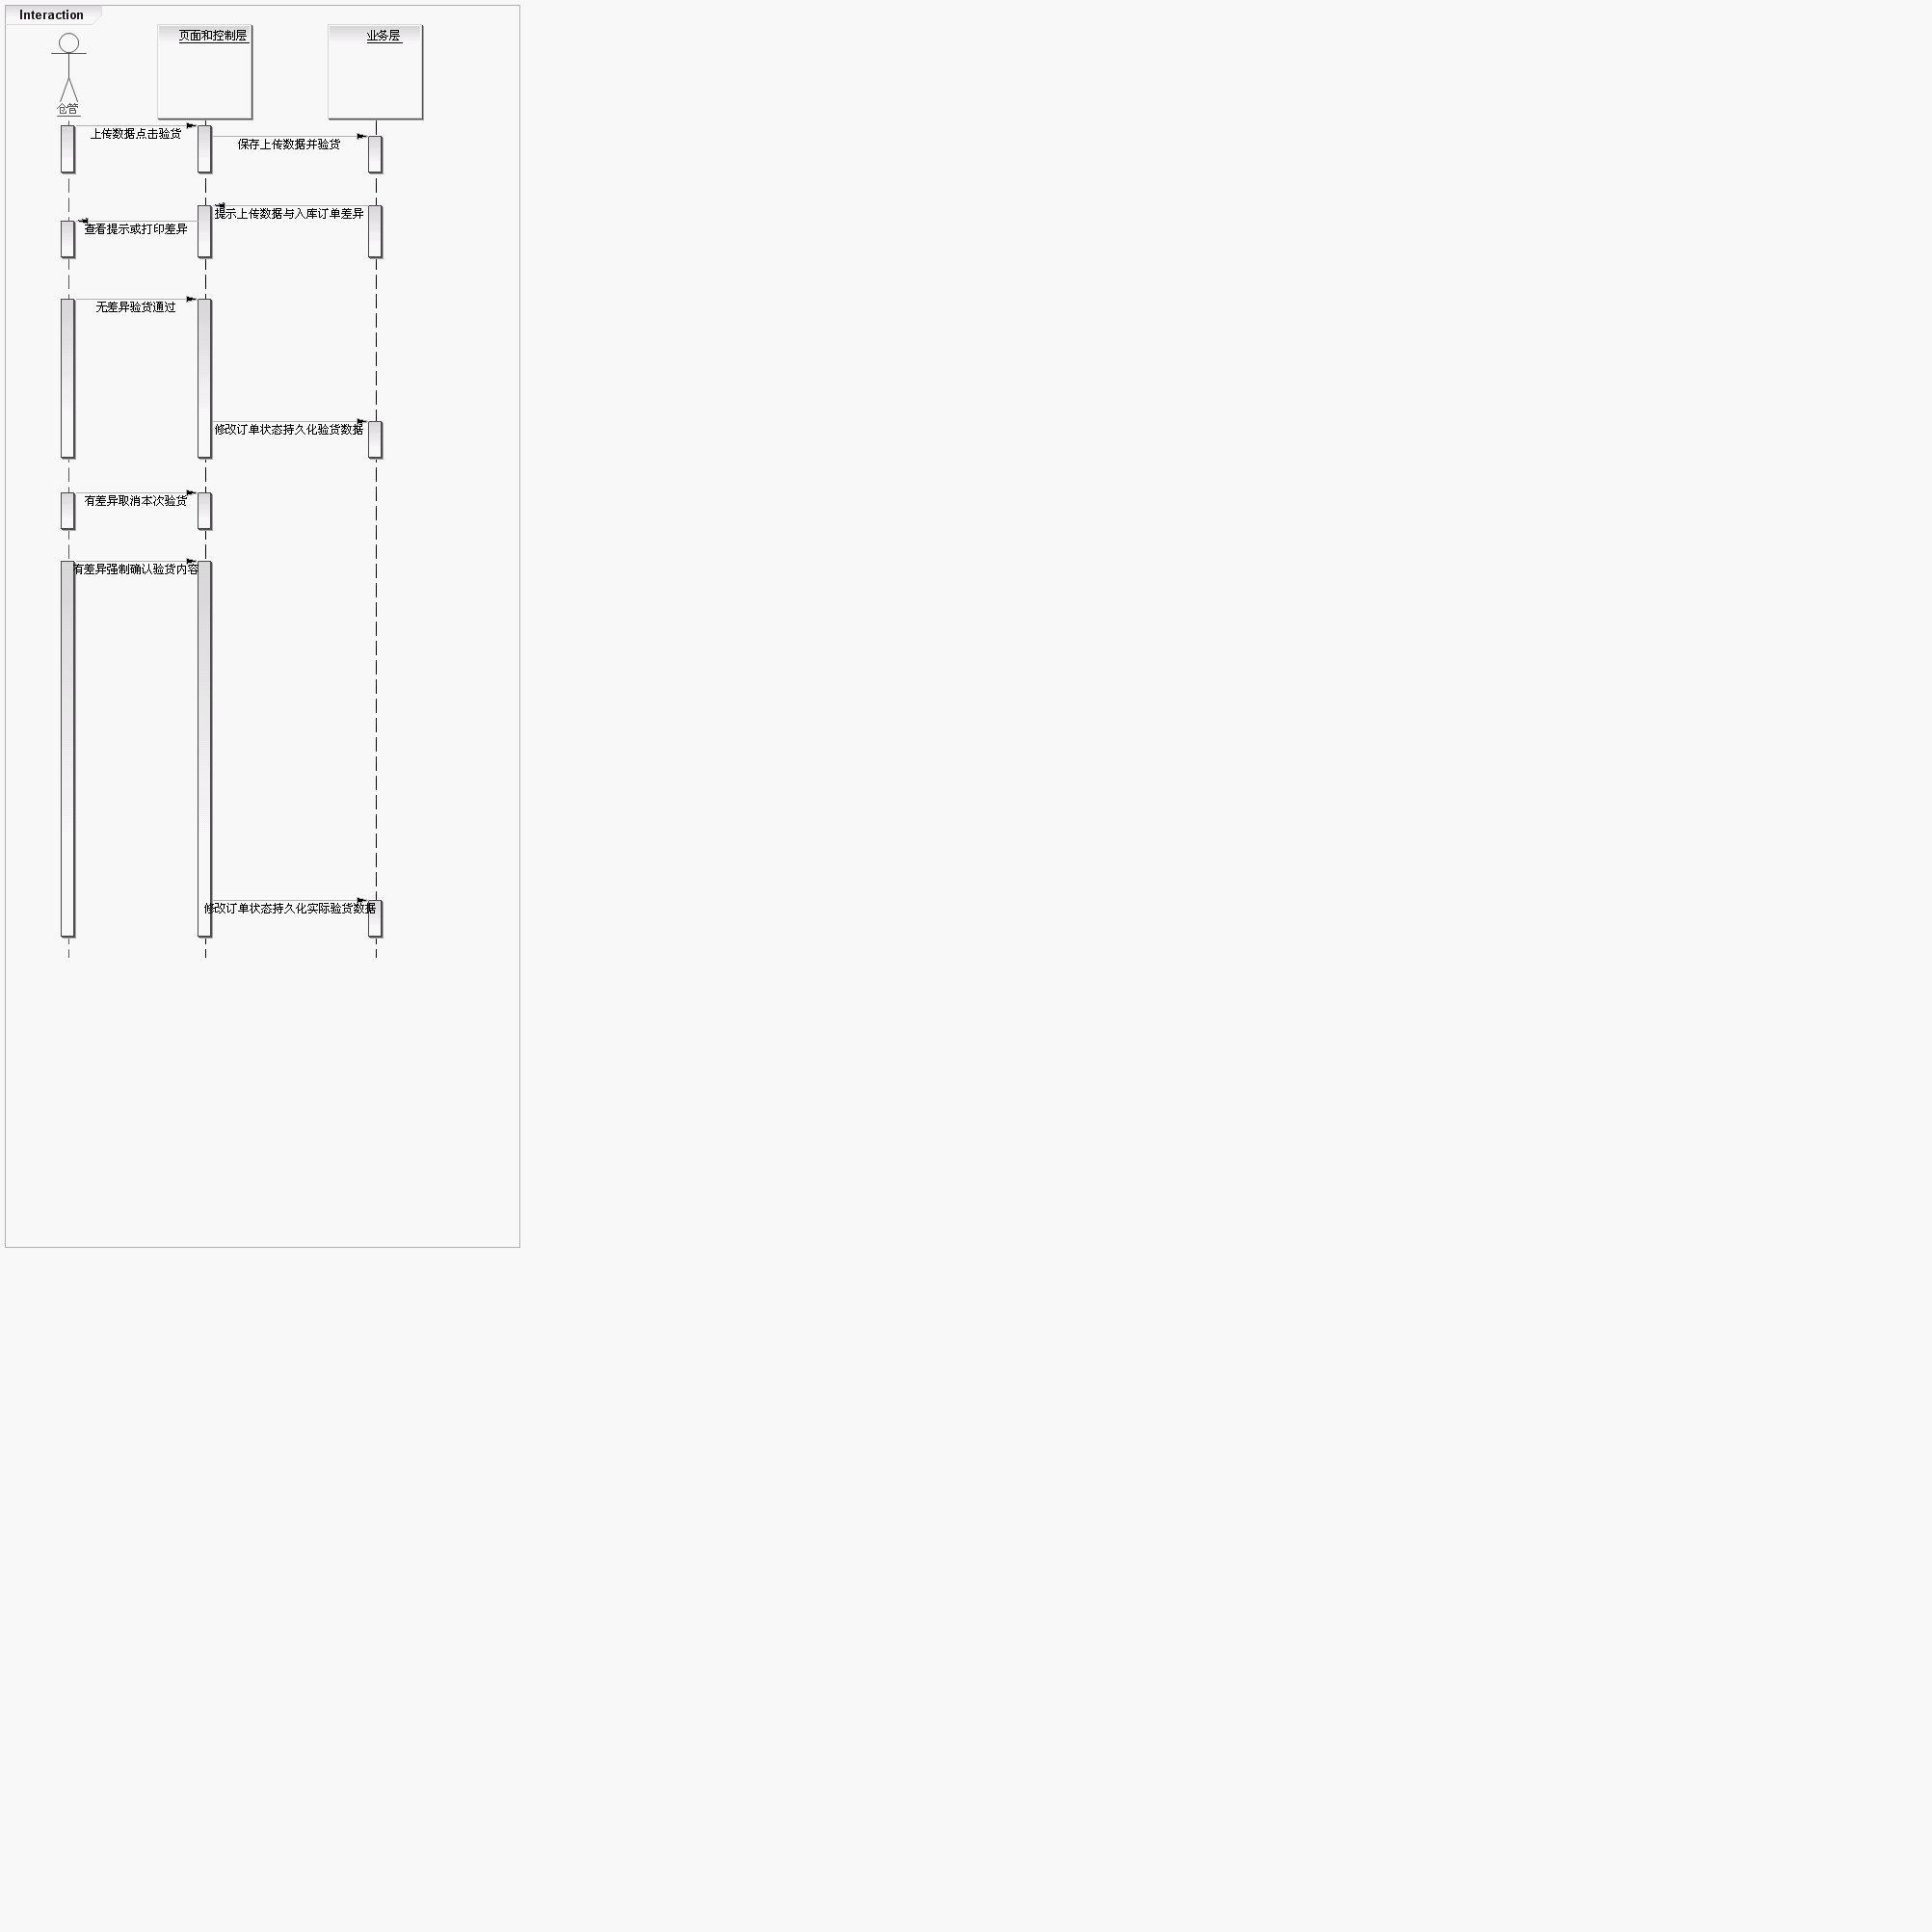 Interaction
页面和控制层
业务层
仓管
上传数据点击验货
保存上传数据并验货
提示上传数据与入库订单差异
查看提示或打印差异
无差异验货通过
修改订单状态持久化验货数据
有差异取消本次验货
有差异强制确认验货内容
修改订单状态持久化实际验货数据